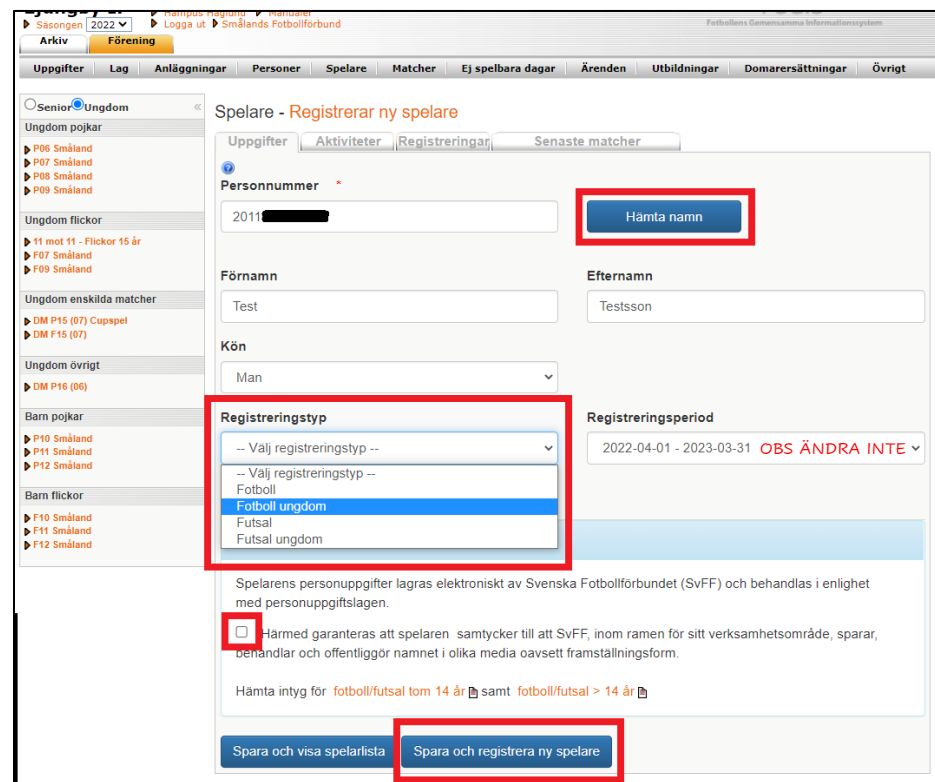 Säsongen 2022 Logga ut Smålands Fotbollförbund
Fotbollens Gemensamma Informationssystem
Arkiv Förening
Uppgifter Lag Anläggningar Personer Spelare Matcher Ej spelbara dagar Ärenden Utbildningar Domarersättningar Övrigt
Senior Ungdom «
Ungdom pojkar
P06 Småland
P07 Småland
P08 Småland
P09 Småland
Ungdom flickor
11 mot 11 - Flickor 15 år
F07 Småland
F09 Småland
Ungdom enskilda matcher
DM P15 (07) Cupspel
DM F15 (07)
Ungdom övrigt
DM P16 (06)
Barn pojkar
P10 Småland
P11 Småland
P12 Småland
Barn flickor
F10 Småland
F11 Småland
F12 Småland
Spelare - Registrerar ny spelare
Uppgifter Aktiviteter Registreringar Senaste matcher
Personnummer *
2011
Hämta namn
Förnamn Efternamn
Test Testsson
Kön
Man
Registreringstyp Registreringsperiod
-- Välj registreringstyp -- 2022-04-01 - 2023-03-31 OBS ÄNDRA INTE
-- Välj registreringstyp --
Fotboll
Fotboll ungdom
Futsal
Futsal ungdom
Spelarens personuppgifter lagras elektroniskt av Svenska Fotbollförbundet (SvFF) och behandlas i enlighet
med personuppgiftslagen.
Härmed garanteras att spelaren samtycker till att SvFF, inom ramen för sitt verksamhetsområde, sparar,
behandlar och offentliggör namnet i olika media oavsett framställningsform.
Hämta intyg för fotboll/futsal tom 14 år samt fotboll/futsal > 14 år
Spara och visa spelarlista Spara och registrera ny spelare